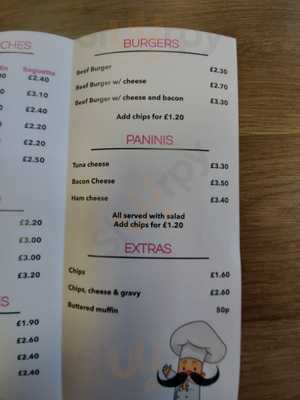 CHES
Baguette
£2.40
£3.10
£2.40
£2.20
£2.20
£2.50
£2.20
£3.00
£3.00
£3.20
S
£1.90
£2.60
£2.40
£2.40
BURGERS
Beef Burger £2.30
Beef Burger w/ cheese £2.70
Beef Burger w/ cheese and bacon £3.30
Add chips for £1.20
PANINIS
Tuna cheese £3.30
Bacon Cheese £3.50
Ham cheese £3.40
All served with salad
Add chips for £1.20
EXTRAS
Chips £1.60
Chips, cheese & gravy £2.60
Buttered muffin 50p